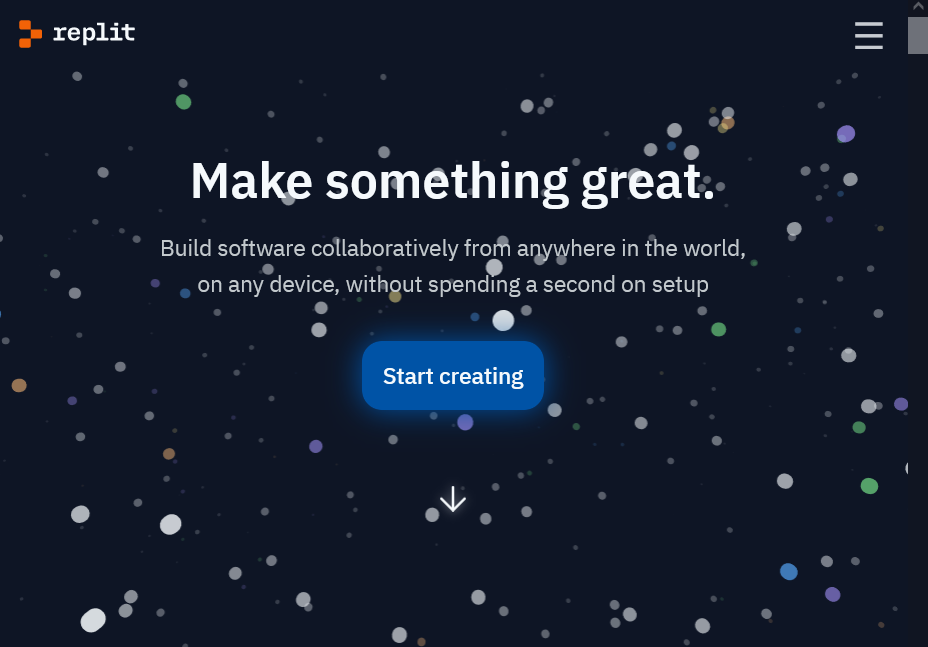 replit
Make something great.
Build software collaboratively from anywhere in the world,
on any device, without spending a second on setup
Start creating